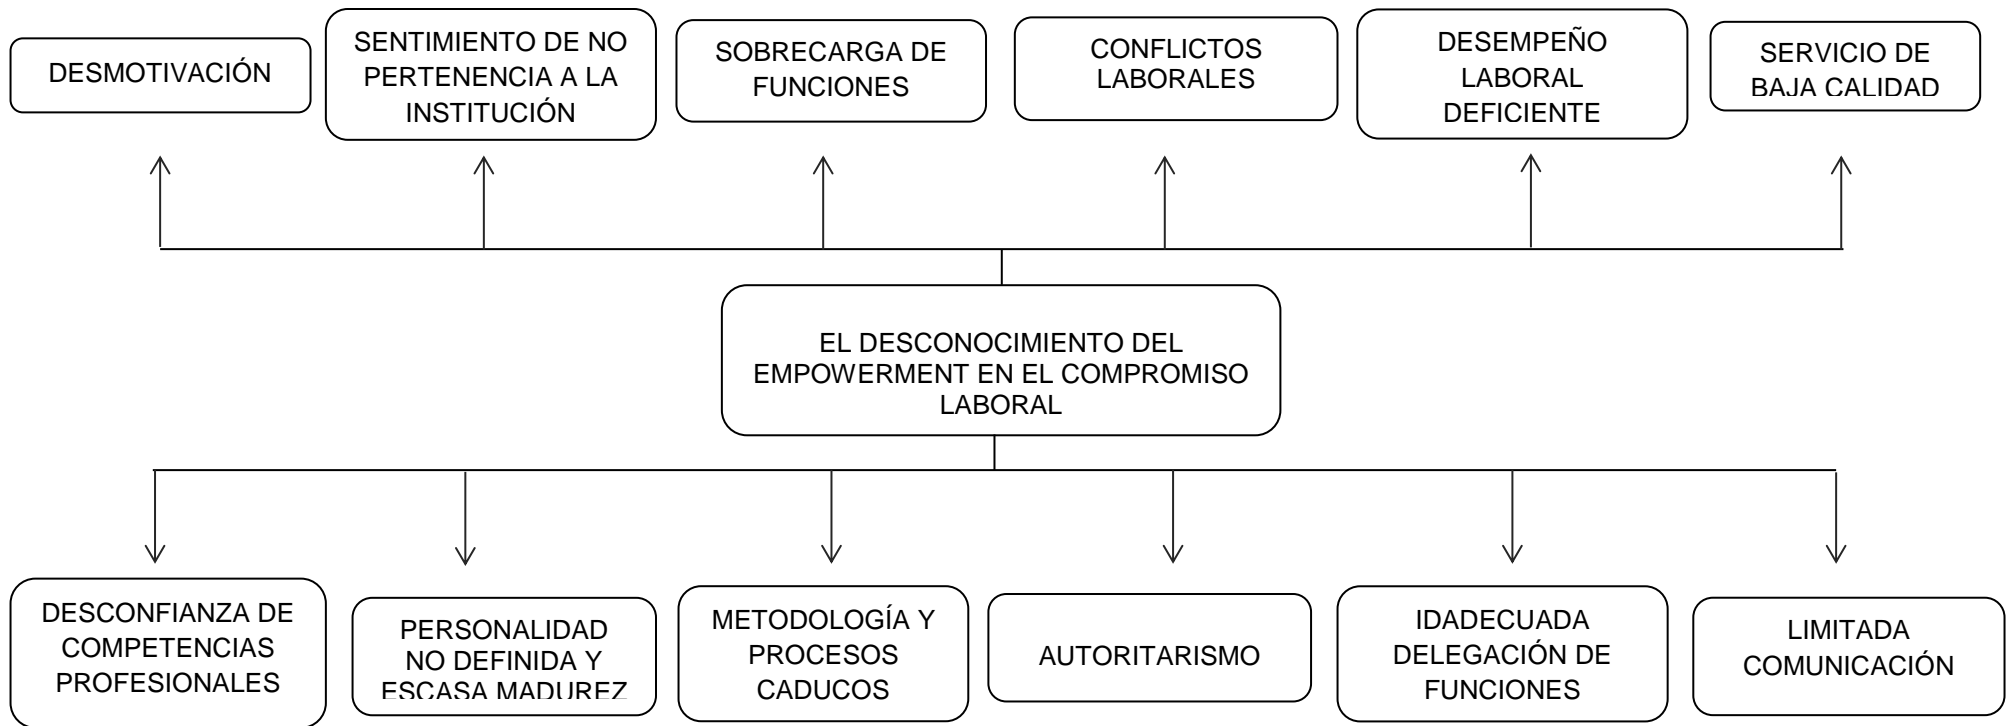 DESMOTIVACIÓN
SENTIMIENTO DE NO
PERTENENCIA A LA
INSTITUCIÓN
SOBRECARGA DE
FUNCIONES
CONFLICTOS
LABORALES
DESEMPEÑO
LABORAL
DEFICIENTE
SERVICIO DE
BAJA CALIDAD
EL DESCONOCIMIENTO DEL
EMPOWERMENT EN EL COMPROMISO
LABORAL
DESCONFIANZA DE
COMPETENCIAS
PROFESIONALES
PERSONALIDAD
NO DEFINIDA Y
ESCASA MADUREZ
METODOLOGÍA Y
PROCESOS
CADUCOS
AUTORITARISMO
IDADECUADA
DELEGACIÓN DE
FUNCIONES
LIMITADA
COMUNICACIÓN